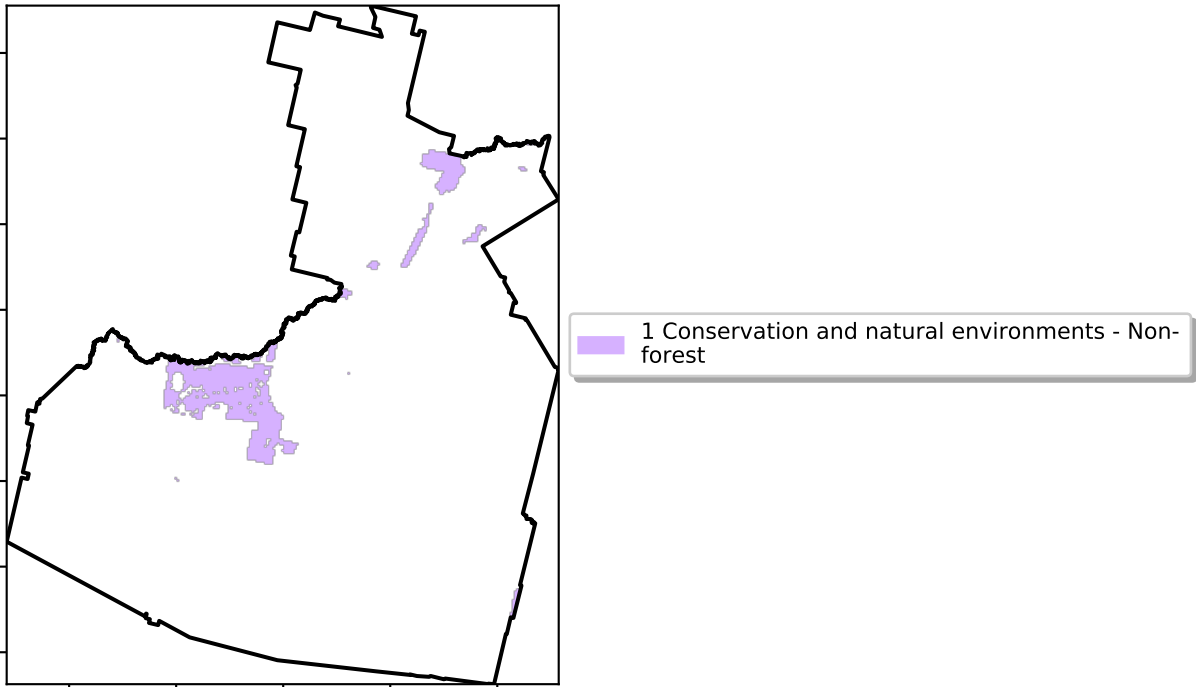 1 Conservation and natural environments - Non-
forest